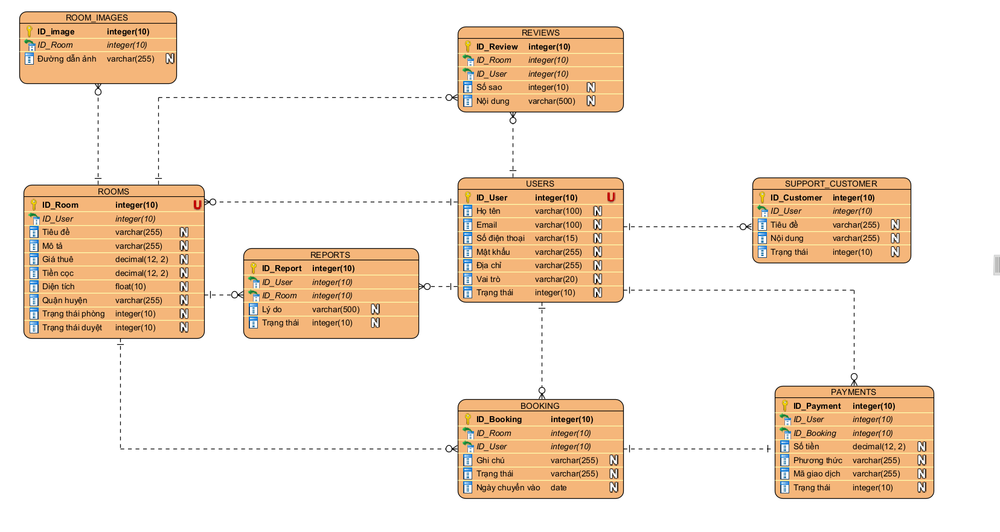 ROOM_IMAGES
ID_image integer(10)
ID_Room integer(10)
Đường dẫn ảnh varchar(255) N
REVIEWS
ID_Review integer(10)
ID_Room integer(10)
ID_User integer(10)
Số sao integer(10) N
Nội dung varchar(500) N
ROOMS
ID_Room integer(10) U
ID_User integer(10)
Tiêu đề varchar(255) N
Mô tả varchar(255) N
Giá thuê decimal(12, 2) N
Tiền cọc decimal(12, 2) N
Diện tích float(10) N
Quận huyện varchar(255) N
Trạng thái phòng integer(10) N
Trạng thái duyệt integer(10) N
REPORTS
ID_Report integer(10)
ID_User integer(10)
ID_Room integer(10)
Lý do varchar(500) N
Trạng thái integer(10) N
USERS
ID_User integer(10) U
Họ tên varchar(100) N
Email varchar(100) N
Số điện thoại varchar(15) N
Mật khẩu varchar(255) N
Địa chỉ varchar(255) N
Vai trò varchar(20) N
Trạng thái integer(10) N
SUPPORT_CUSTOMER
ID_Customer integer(10)
ID_User integer(10)
Tiêu đề varchar(255) N
Nội dung varchar(255) N
Trạng thái integer(10) N
BOOKING
ID_Booking integer(10)
ID_Room integer(10)
ID_User integer(10)
Ghi chú varchar(255) N
Trạng thái varchar(255) N
Ngày chuyển vào date N
PAYMENTS
ID_Payment integer(10)
ID_User integer(10)
ID_Booking integer(10)
Số tiền decimal(12, 2) N
Phương thức varchar(255) N
Mã giao dịch varchar(255) N
Trạng thái integer(10) N